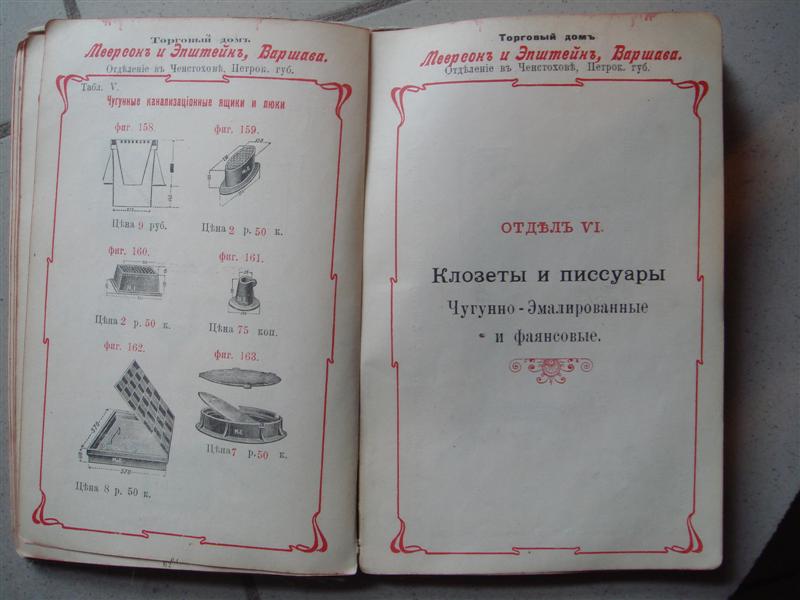 Торговый домъ
Меерсонъ и Эпштейнъ, Варшава.
Отдѣленіе въ Ченстоховѣ, Петрок. губ.
Табл. V.
Чугунные канализаціонные ящики и люки
фиг. 158. фиг. 159.
Цѣна 9 руб. Цѣна 2 р. 50 к.
фиг. 160. фиг. 161.
Цѣна 2 р. 50 к. Цѣна 75 коп.
фиг. 162. фиг. 163.
М.Е.
570
570
Цѣна 7 р. 50 к.
Цѣна 8 р. 50 к.
Торговый домъ
Меерсонъ и Эпштейнъ, Варшава.
Отдѣленіе въ Ченстоховѣ, Петрок. губ.
ОТДѢЛЪ VI.
Клозеты и писсуары
Чугунно-Эмалированные
и фаянсовые.